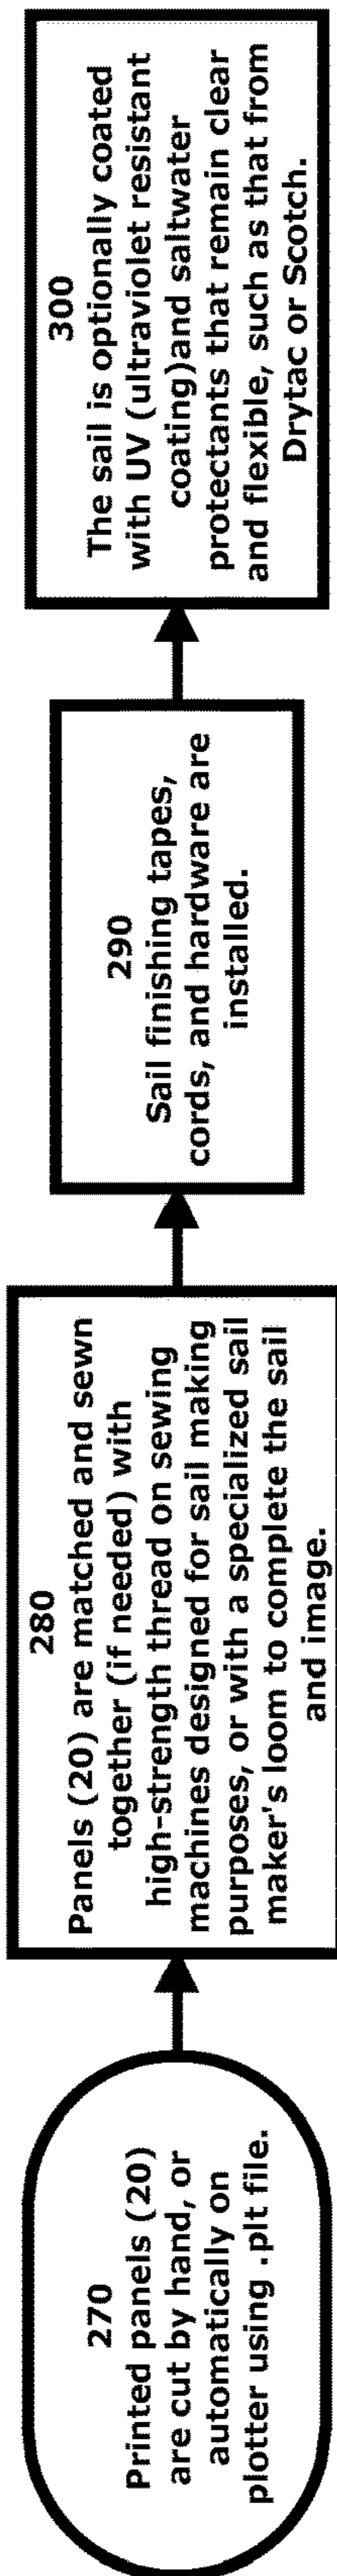 270
Printed panels (20)
are cut by hand, or
automatically on
plotter using .plt file.
280
Panels (20) are matched and sewn
together (if needed) with
high-strength thread on sewing
machines designed for sail making
purposes, or with a specialized sail
maker's loom to complete the sail
and image.
290
Sail finishing tapes,
cords, and hardware are
installed.
300
The sail is optionally coated
with UV (ultraviolet resistant
coating)and saltwater
protectants that remain clear
and flexible, such as that from
Drytac or Scotch.